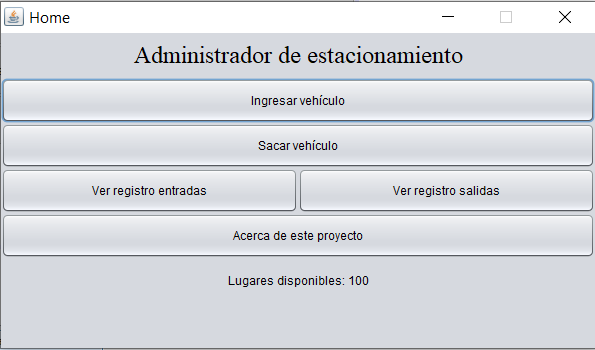 Home
Administrador de estacionamiento
Ingresar vehículo
Sacar vehículo
Ver registro entradas
Ver registro salidas
Acerca de este proyecto
Lugares disponibles: 100